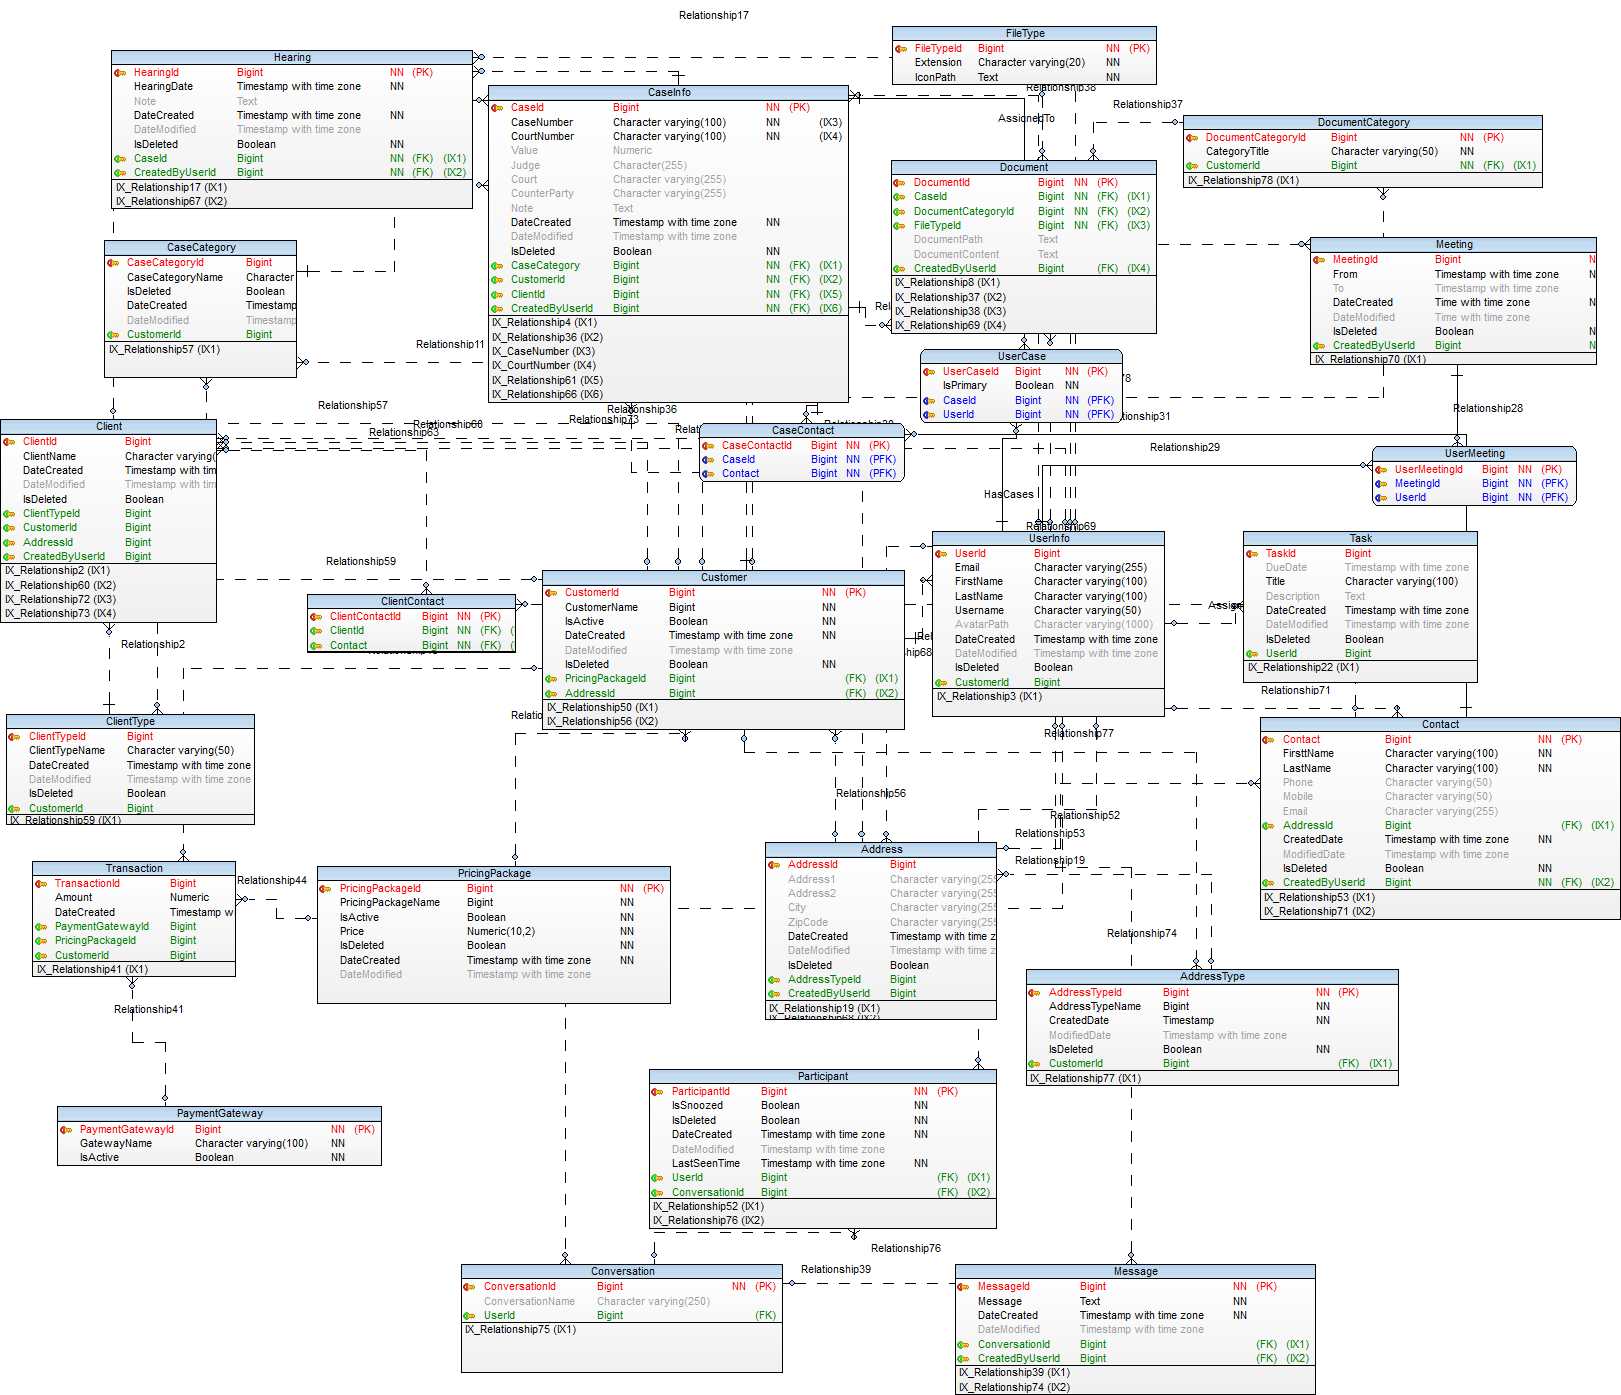 Relationship17
FileType
FileTypeId Bigint NN (PK)
Extension Character varying(20) NN
IconPath Text NN
Hearing
HearingId Bigint NN (PK)
HearingDate Timestamp with time zone NN
Note Text
DateCreated Timestamp with time zone NN
DateModified Timestamp with time zone
IsDeleted Boolean NN
CaseId Bigint NN (FK) (IX1)
CreatedByUserId Bigint NN (FK) (IX2)
IX_Relationship17 (IX1)
IX_Relationship67 (IX2)
CaseInfo
CaseId Bigint NN (PK)
CaseNumber Character varying(100) NN (IX3)
CourtNumber Character varying(100) NN (IX4)
Value Numeric
Judge Character(255)
Court Character varying(255)
CounterParty Character varying(255)
Note Text
DateCreated Timestamp with time zone NN
DateModified Timestamp with time zone
IsDeleted Boolean NN
CaseCategory Bigint NN (FK) (IX1)
CustomerId Bigint NN (FK) (IX2)
ClientId Bigint NN (FK) (IX5)
CreatedByUserId Bigint NN (FK) (IX6)
IX_Relationship4 (IX1)
IX_Relationship36 (IX2)
IX_CaseNumber (IX3)
IX_CourtNumber (IX4)
IX_Relationship61 (IX5)
IX_Relationship66 (IX6)
Relationship38
AssignedTo
Relationship37
DocumentCategory
DocumentCategoryId Bigint NN (PK)
CategoryTitle Character varying(50) NN
CustomerId Bigint NN (FK) (IX1)
IX_Relationship78 (IX1)
Document
DocumentId Bigint NN (PK)
CaseId Bigint NN (FK) (IX1)
DocumentCategoryId Bigint NN (FK) (IX2)
FileTypeId Bigint NN (FK) (IX3)
DocumentPath Text
DocumentContent Text
CreatedByUserId Bigint (FK) (IX4)
IX_Relationship8 (IX1)
IX_Relationship37 (IX2)
IX_Relationship38 (IX3)
IX_Relationship69 (IX4)
Rel
CaseCategory
CaseCategoryId Bigint
CaseCategoryName Character
IsDeleted Boolean
DateCreated Timestamp
DateModified Timestamp
CustomerId Bigint
IX_Relationship57 (IX1)
Meeting
MeetingId Bigint N
From Timestamp with time zone N
To Timestamp with time zone
DateCreated Time with time zone N
DateModified Time with time zone
IsDeleted Boolean N
CreatedByUserId Bigint N
IX_Relationship70 (IX1)
Relationship11
UserCase
UserCaseId Bigint NN (PK)
IsPrimary Boolean NN
CaseId Bigint NN (PFK)
UserId Bigint NN (PFK)
78
tionship31
Relationship28
Relationship57
Relationship36
Relationship73
Relationship60
Relationship63
Relat
Relationship29
Client
ClientId Bigint
ClientName Character varying(
DateCreated Timestamp with tim
DateModified Timestamp with tim
IsDeleted Boolean
ClientTypeId Bigint
CustomerId Bigint
AddressId Bigint
CreatedByUserId Bigint
IX_Relationship2 (IX1)
IX_Relationship60 (IX2)
IX_Relationship72 (IX3)
IX_Relationship73 (IX4)
CaseContact
CaseContactId Bigint NN (PK)
CaseId Bigint NN (PFK)
Contact Bigint NN (PFK)
UserMeeting
UserMeetingId Bigint NN (PK)
MeetingId Bigint NN (PFK)
UserId Bigint NN (PFK)
HasCases
Relationship69
Relationship59
ClientContact
ClientContactId Bigint NN (PK)
ClientId Bigint NN (FK) (
Contact Bigint NN (FK) (
Customer
CustomerId Bigint NN (PK)
CustomerName Bigint NN
IsActive Boolean NN
DateCreated Timestamp with time zone NN
DateModified Timestamp with time zone
IsDeleted Boolean NN
PricingPackageId Bigint (FK) (IX1)
AddressId Bigint (FK) (IX2)
IX_Relationship50 (IX1)
IX_Relationship56 (IX2)
Rel
hip68
UserInfo
UserId Bigint
Email Character varying(255)
FirstName Character varying(100)
LastName Character varying(100)
Username Character varying(50)
AvatarPath Character varying(1000)
DateCreated Timestamp with time zone
DateModified Timestamp with time zone
IsDeleted Boolean
CustomerId Bigint
IX_Relationship3 (IX1)
Assigne
Task
TaskId Bigint
DueDate Timestamp with time zone
Title Character varying(100)
Description Text
DateCreated Timestamp with time zone
DateModified Timestamp with time zone
IsDeleted Boolean
UserId Bigint
IX_Relationship22 (IX1)
Relationship2
Relationship71
Relatio
Relationship77
ClientType
ClientTypeId Bigint
ClientTypeName Character varying(50)
DateCreated Timestamp with time zone
DateModified Timestamp with time zone
IsDeleted Boolean
CustomerId Bigint
IX_Relationship59 (IX1)
Contact
Contact Bigint NN (PK)
FirsttName Character varying(100) NN
LastName Character varying(100) NN
Phone Character varying(50)
Mobile Character varying(50)
Email Character varying(255)
AddressId Bigint (FK) (IX1)
CreatedDate Timestamp with time zone NN
ModifiedDate Timestamp with time zone
IsDeleted Boolean NN
CreatedByUserId Bigint NN (FK) (IX2)
IX_Relationship53 (IX1)
IX_Relationship71 (IX2)
Relationship56
Relationship52
Relationship53
Relationship19
Transaction
TransactionId Bigint
Amount Numeric
DateCreated Timestamp w
PaymentGatewayId Bigint
PricingPackageId Bigint
CustomerId Bigint
IX_Relationship41 (IX1)
Relationship44
PricingPackage
PricingPackageId Bigint NN (PK)
PricingPackageName Bigint NN
IsActive Boolean NN
Price Numeric(10,2) NN
IsDeleted Boolean NN
DateCreated Timestamp with time zone NN
DateModified Timestamp with time zone
Address
AddressId Bigint
Address1 Character varying(255
Address2 Character varying(255
City Character varying(255
ZipCode Character varying(255
DateCreated Timestamp with time z
DateModified Timestamp with time z
IsDeleted Boolean
AddressTypeId Bigint
CreatedByUserId Bigint
IX_Relationship19 (IX1)
IX_Relationship68 (IX2)
Relationship74
AddressType
AddressTypeId Bigint NN (PK)
AddressTypeName Bigint NN
CreatedDate Timestamp NN
ModifiedDate Timestamp with time zone
IsDeleted Boolean NN
CustomerId Bigint (FK) (IX1)
IX_Relationship77 (IX1)
Relationship41
PaymentGateway
PaymentGatewayId Bigint NN (PK)
GatewayName Character varying(100) NN
IsActive Boolean NN
Participant
ParticipantId Bigint NN (PK)
IsSnoozed Boolean NN
IsDeleted Boolean NN
DateCreated Timestamp with time zone NN
DateModified Timestamp with time zone
LastSeenTime Timestamp with time zone NN
UserId Bigint (FK) (IX1)
ConversationId Bigint (FK) (IX2)
IX_Relationship52 (IX1)
IX_Relationship76 (IX2)
Relationship76
Relationship39
Conversation
ConversationId Bigint NN (PK)
ConversationName Character varying(250)
UserId Bigint (FK)
IX_Relationship75 (IX1)
Message
MessageId Bigint NN (PK)
Message Text NN
DateCreated Timestamp with time zone NN
DateModified Timestamp with time zone
ConversationId Bigint (FK) (IX1)
CreatedByUserId Bigint (FK) (IX2)
IX_Relationship39 (IX1)
IX_Relationship74 (IX2)